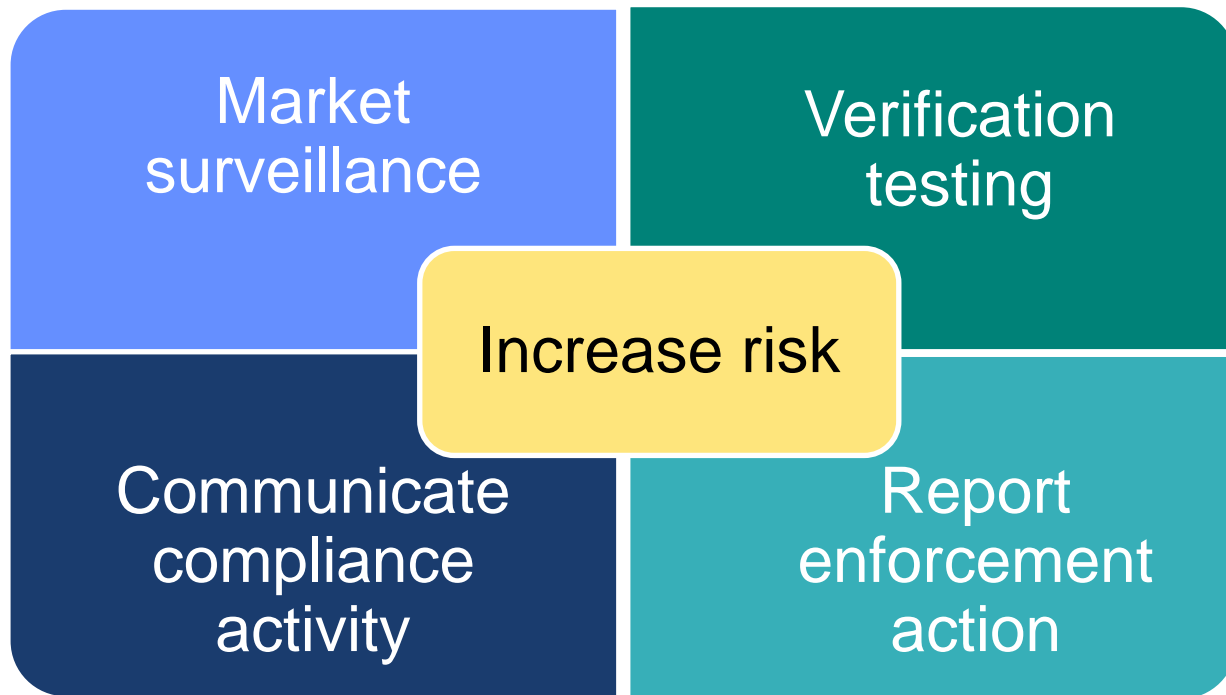 Market
surveillance
Verification
testing
Increase risk
Communicate
compliance
activity
Report
enforcement
action